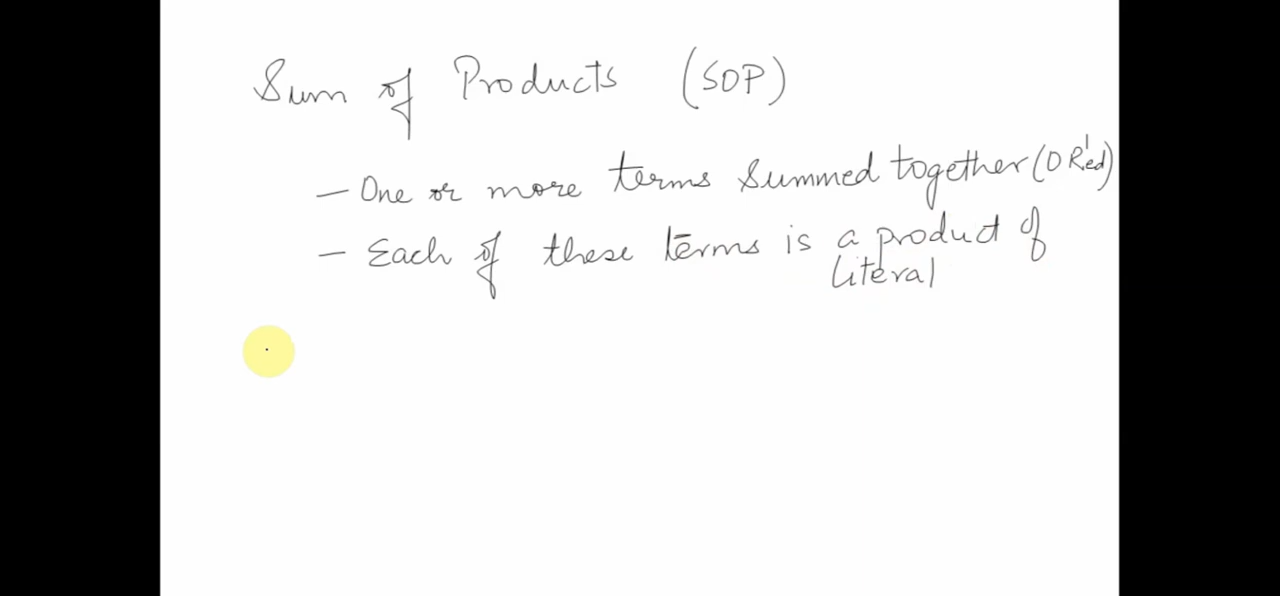 Sum of Products (SOP)
- One or more terms summed together (OR'ed)
- Each of these terms is a product of
literal